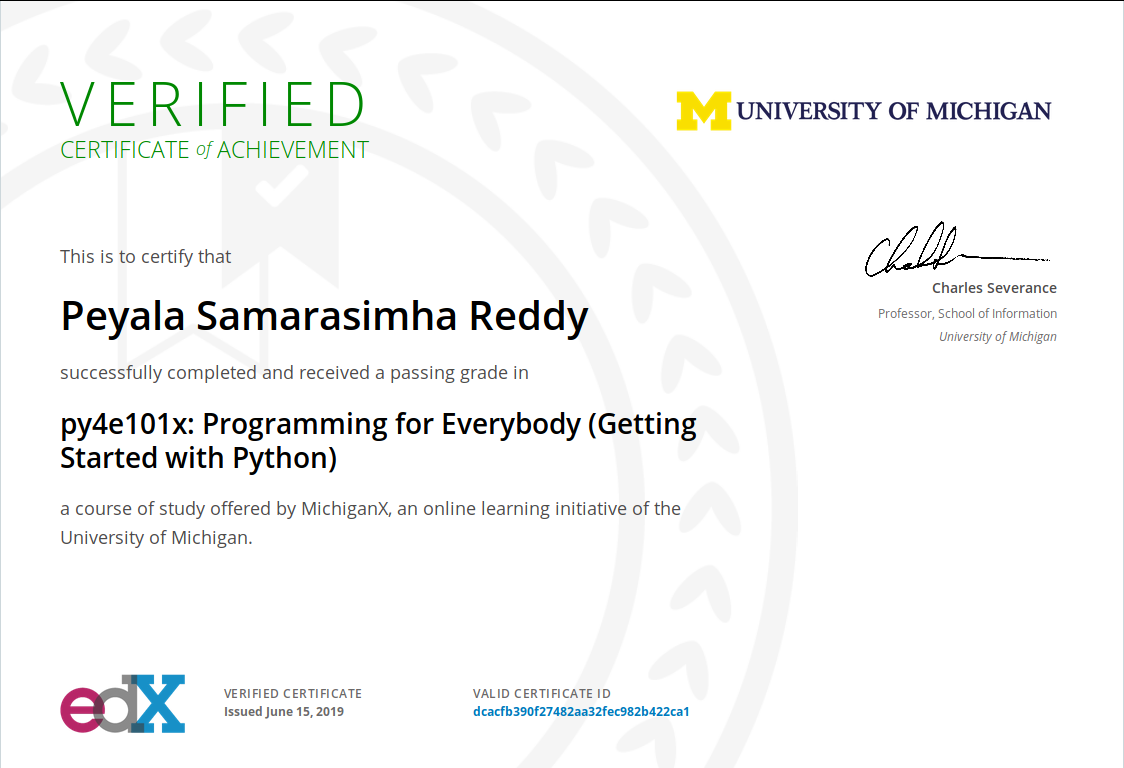 VERIFIED
CERTIFICATE of ACHIEVEMENT
M UNIVERSITY OF MICHIGAN
This is to certify that
Peyala Samarasimha Reddy
successfully completed and received a passing grade in
py4e101x: Programming for Everybody (Getting
Started with Python)
a course of study offered by MichiganX, an online learning initiative of the
University of Michigan.
Charles Severance
Professor, School of Information
University of Michigan
edX
VERIFIED CERTIFICATE
Issued June 15, 2019
VALID CERTIFICATE ID
dcacfb390f27482aa32fec982b422ca1